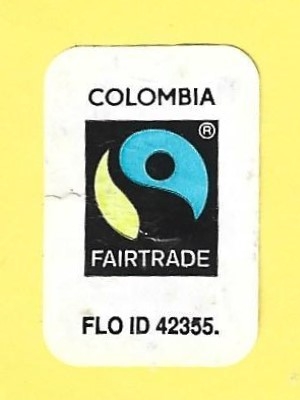 COLOMBIA
®
FAIRTRADE
FLO ID 42355.